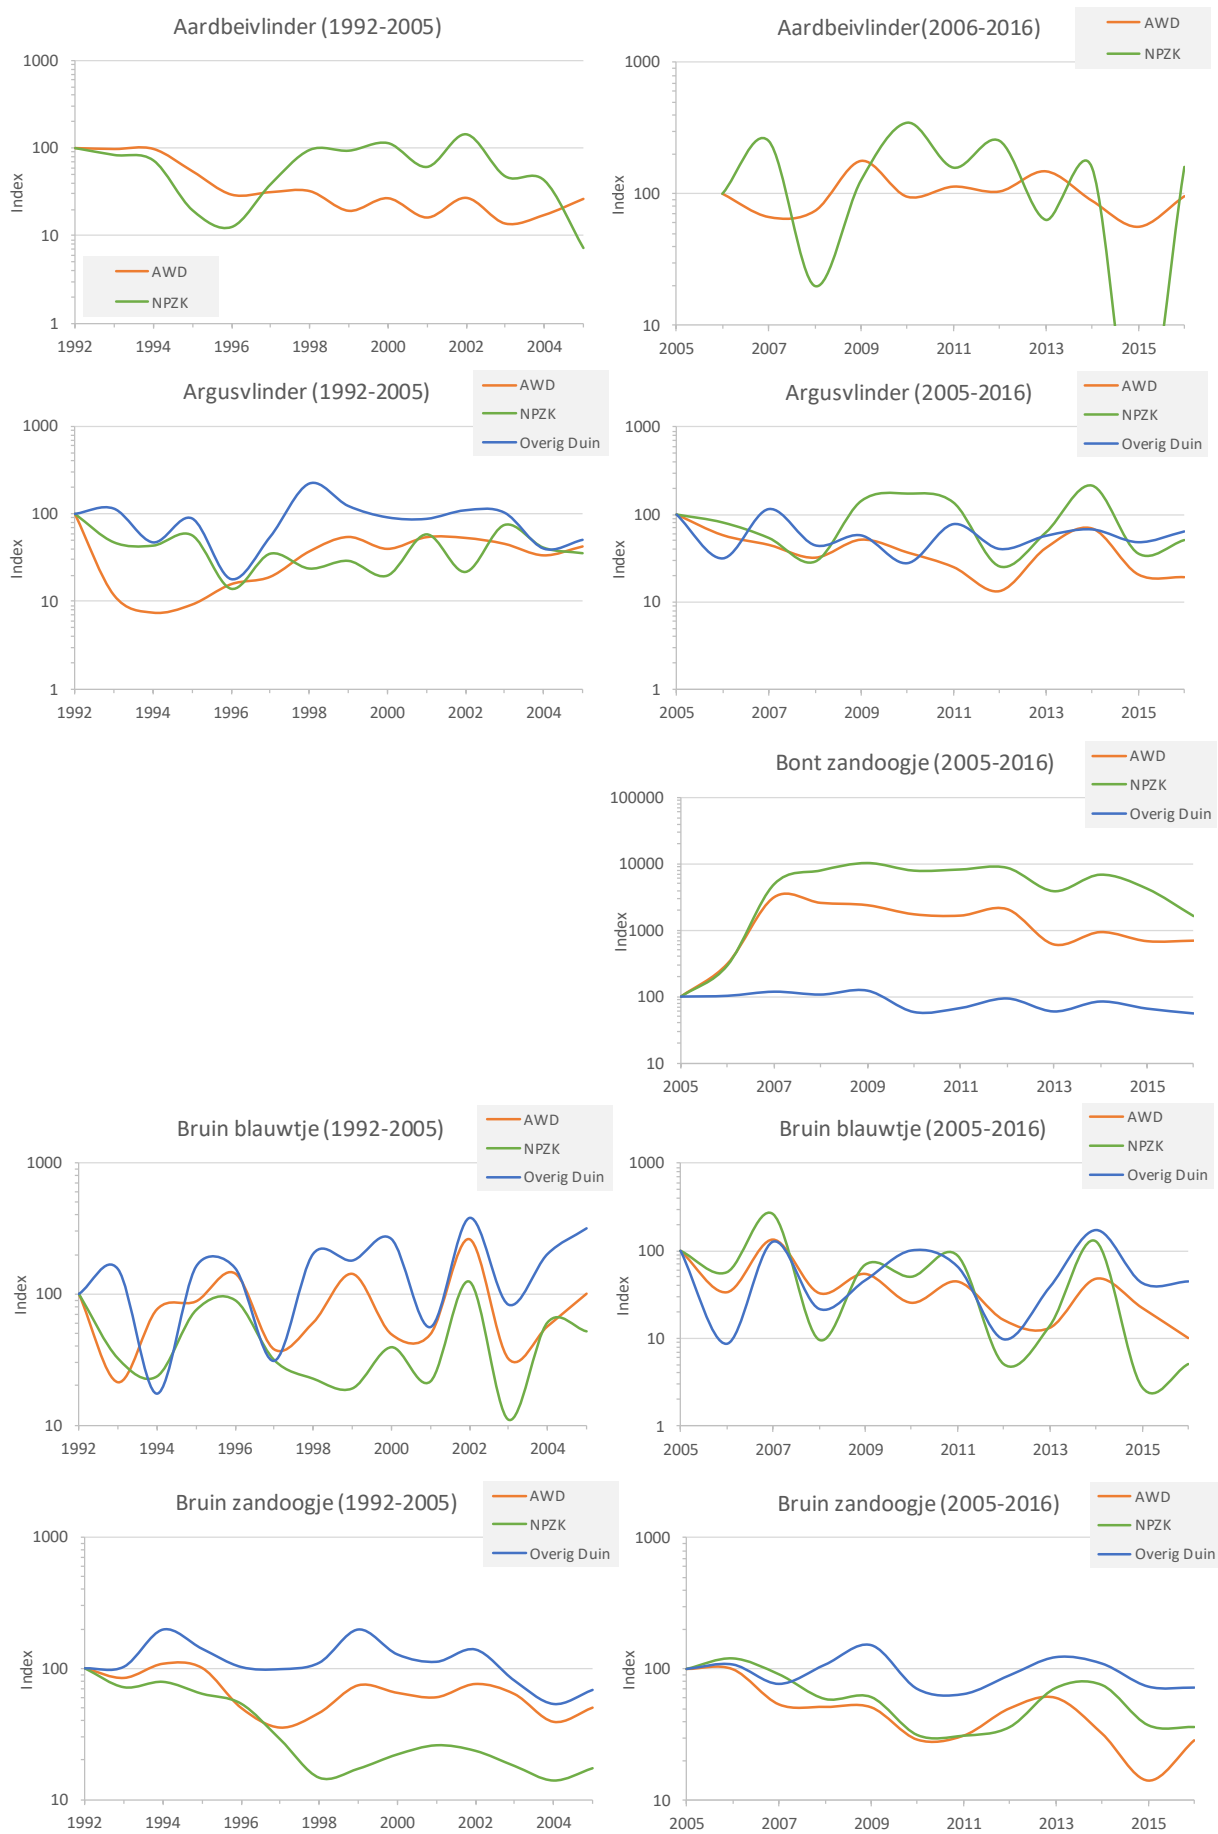 Aardbeivlinder (1992-2005)
1000
100
10
1
Index
AWD
NPZK
1992 1994 1996 1998 2000 2002 2004
Aardbeivlinder(2006-2016)
AWD
NPZK
1000
100
10
Index
2005 2007 2009 2011 2013 2015
Argusvlinder (1992-2005)
AWD
NPZK
Overig Duin
1000
100
10
1
Index
1992 1994 1996 1998 2000 2002 2004
Argusvlinder (2005-2016)
AWD
NPZK
Overig Duin
1000
100
10
1
Index
2005 2007 2009 2011 2013 2015
Bont zandoogje (2005-2016)
AWD
NPZK
Overig Duin
100000
10000
1000
100
10
Index
2005 2007 2009 2011 2013 2015
Bruin blauwtje (1992-2005)
AWD
NPZK
Overig Duin
1000
100
10
Index
1992 1994 1996 1998 2000 2002 2004
Bruin blauwtje (2005-2016)
AWD
NPZK
Overig Duin
1000
100
10
1
Index
2005 2007 2009 2011 2013 2015
Bruin zandoogje (1992-2005)
AWD
NPZK
Overig Duin
1000
100
10
Index
1992 1994 1996 1998 2000 2002 2004
Bruin zandoogje (2005-2016)
AWD
NPZK
Overig Duin
1000
100
10
Index
2005 2007 2009 2011 2013 2015